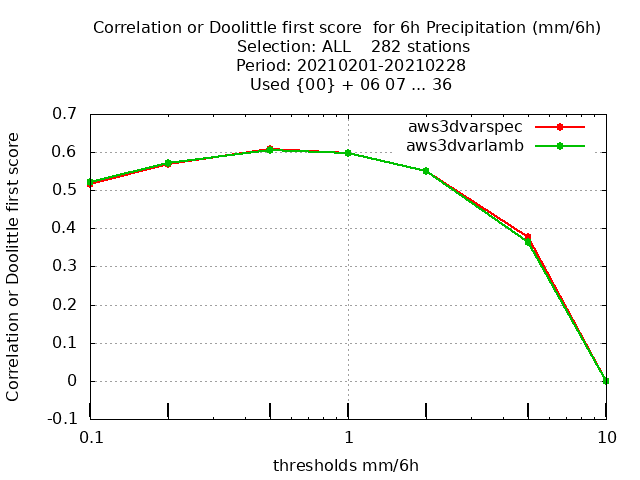 Correlation or Doolittle first score  for 6h Precipitation (mm/6h)
Selection: ALL    282 stations
Period: 20210201-20210228
Used {00} + 06 07 ... 36
aws3dvarspec
aws3dvarlamb
Correlation or Doolittle first score
0.7
0.6
0.5
0.4
0.3
0.2
0.1
0
-0.1
0.1
1
10
thresholds mm/6h